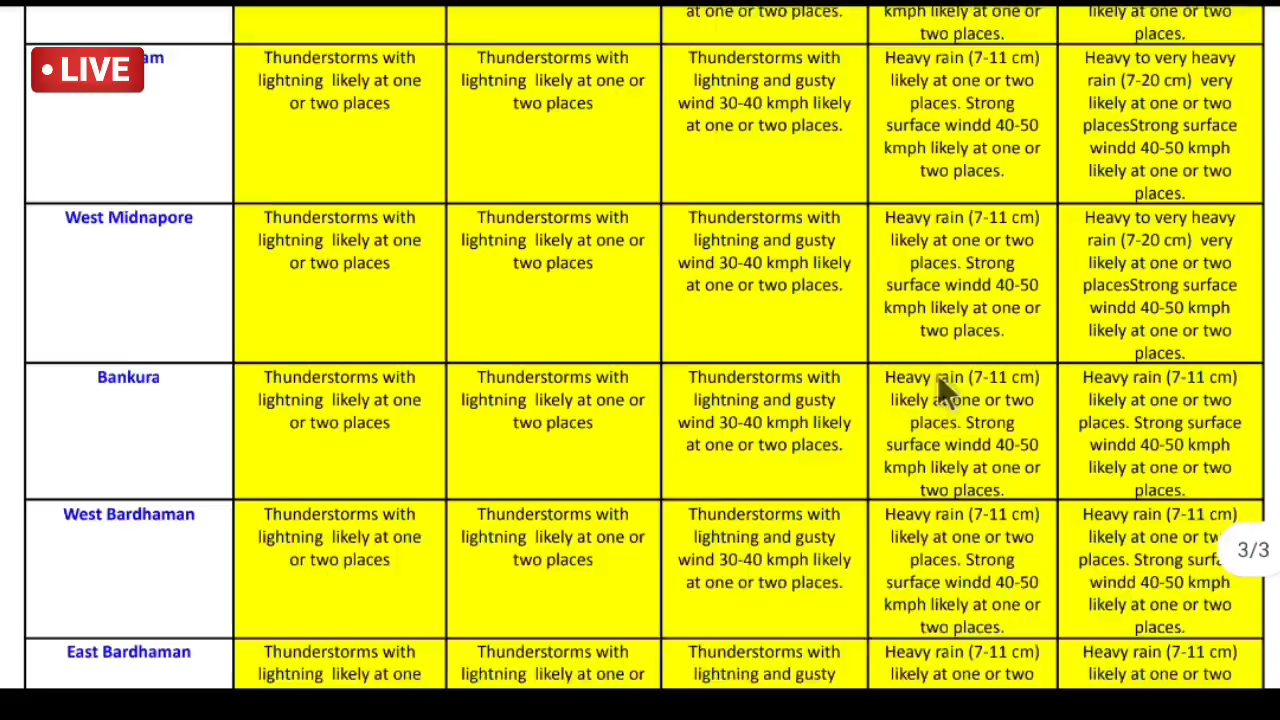 at one or two places.
kmph likely at one or
two places.
likely at one or two
places.
• LIVE
am
Thunderstorms with
lightning likely at one
or two places
Thunderstorms with
lightning likely at one or
two places
Thunderstorms with
lightning and gusty
wind 30-40 kmph likely
at one or two places.
Heavy rain (7-11 cm)
likely at one or two
places. Strong
surface windd 40-50
kmph likely at one or
two places.
Heavy to very heavy
rain (7-20 cm) very
likely at one or two
placesStrong surface
windd 40-50 kmph
likely at one or two
places.
West Midnapore
Thunderstorms with
lightning likely at one
or two places
Thunderstorms with
lightning likely at one or
two places
Thunderstorms with
lightning and gusty
wind 30-40 kmph likely
at one or two places.
Heavy rain (7-11 cm)
likely at one or two
places. Strong
surface windd 40-50
kmph likely at one or
two places.
Heavy to very heavy
rain (7-20 cm) very
likely at one or two
placesStrong surface
windd 40-50 kmph
likely at one or two
places.
Bankura
Thunderstorms with
lightning likely at one
or two places
Thunderstorms with
lightning likely at one or
two places
Thunderstorms with
lightning and gusty
wind 30-40 kmph likely
at one or two places.
Heavy rain (7-11 cm)
likely at one or two
places. Strong
surface windd 40-50
kmph likely at one or
two places.
Heavy rain (7-11 cm)
likely at one or two
places. Strong surface
windd 40-50 kmph
likely at one or two
places.
West Bardhaman
Thunderstorms with
lightning likely at one
or two places
Thunderstorms with
lightning likely at one or
two places
Thunderstorms with
lightning and gusty
wind 30-40 kmph likely
at one or two places.
Heavy rain (7-11 cm)
likely at one or two
places. Strong
surface windd 40-50
kmph likely at one or
two places.
Heavy rain (7-11 cm)
likely at one or tw
places. Strong surf
windd 40-50 kmph
likely at one or two
places.
3/3
East Bardhaman
Thunderstorms with
lightning likely at one
Thunderstorms with
lightning likely at one or
Thunderstorms with
lightning and gusty
Heavy rain (7-11 cm)
likely at one or two
Heavy rain (7-11 cm)
likely at one or two